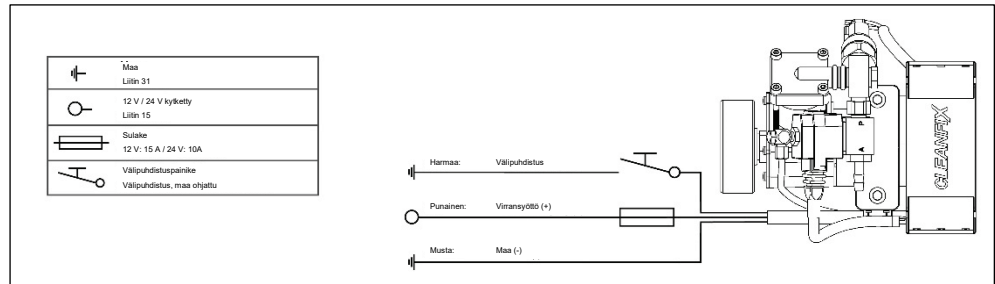 Maa
Liitin 31
12 V / 24 V kytketty
Liitin 15
Sulake
12 V: 15 A / 24 V: 10A
Välipuhdistuspainike
Välipuhdistus, maa ohjattu
Harmaa: Välipuhdistus
Punainen: Virransyöttö (+)
Musta: Maa (-)
A P
CLEANFIX